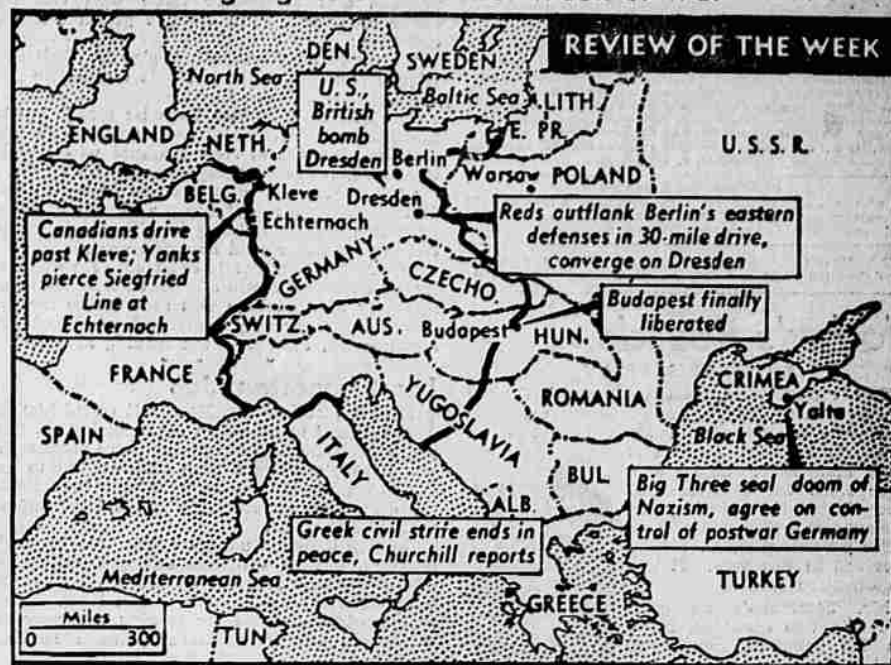 REVIEW OF THE WEEK
DEN.
SWEDEN
North Sea
U. S.,
British
bomb
Dresden
Baltic Sea
LITH.
E. PR.
U. S. S. R.
ENGLAND
NETH.
Berlin
Warsaw
POLAND
BELG.
Kleve
Echternach
Dresden
Canadians drive
past Kleve; Yanks
pierce Siegfried
Line at
Echternach
Reds outflank Berlin's eastern
defenses in 30-mile drive,
converge on Dresden
GERMANY
CZECHO.
Budapest finally
liberated
SWITZ.
AUS.
Budapest
HUN.
FRANCE
CRIMEA
Yalta
YUGOSLAVIA
ROMANIA
Black Sea
SPAIN
ITALY
BUL.
Big Three seal doom of
Nazism, agree on con-
trol of postwar Germany
ALB.
Greek civil strife ends in
peace, Churchill reports
Mediterranean Sea
TURKEY
GREECE
Miles
0 300
TUN.